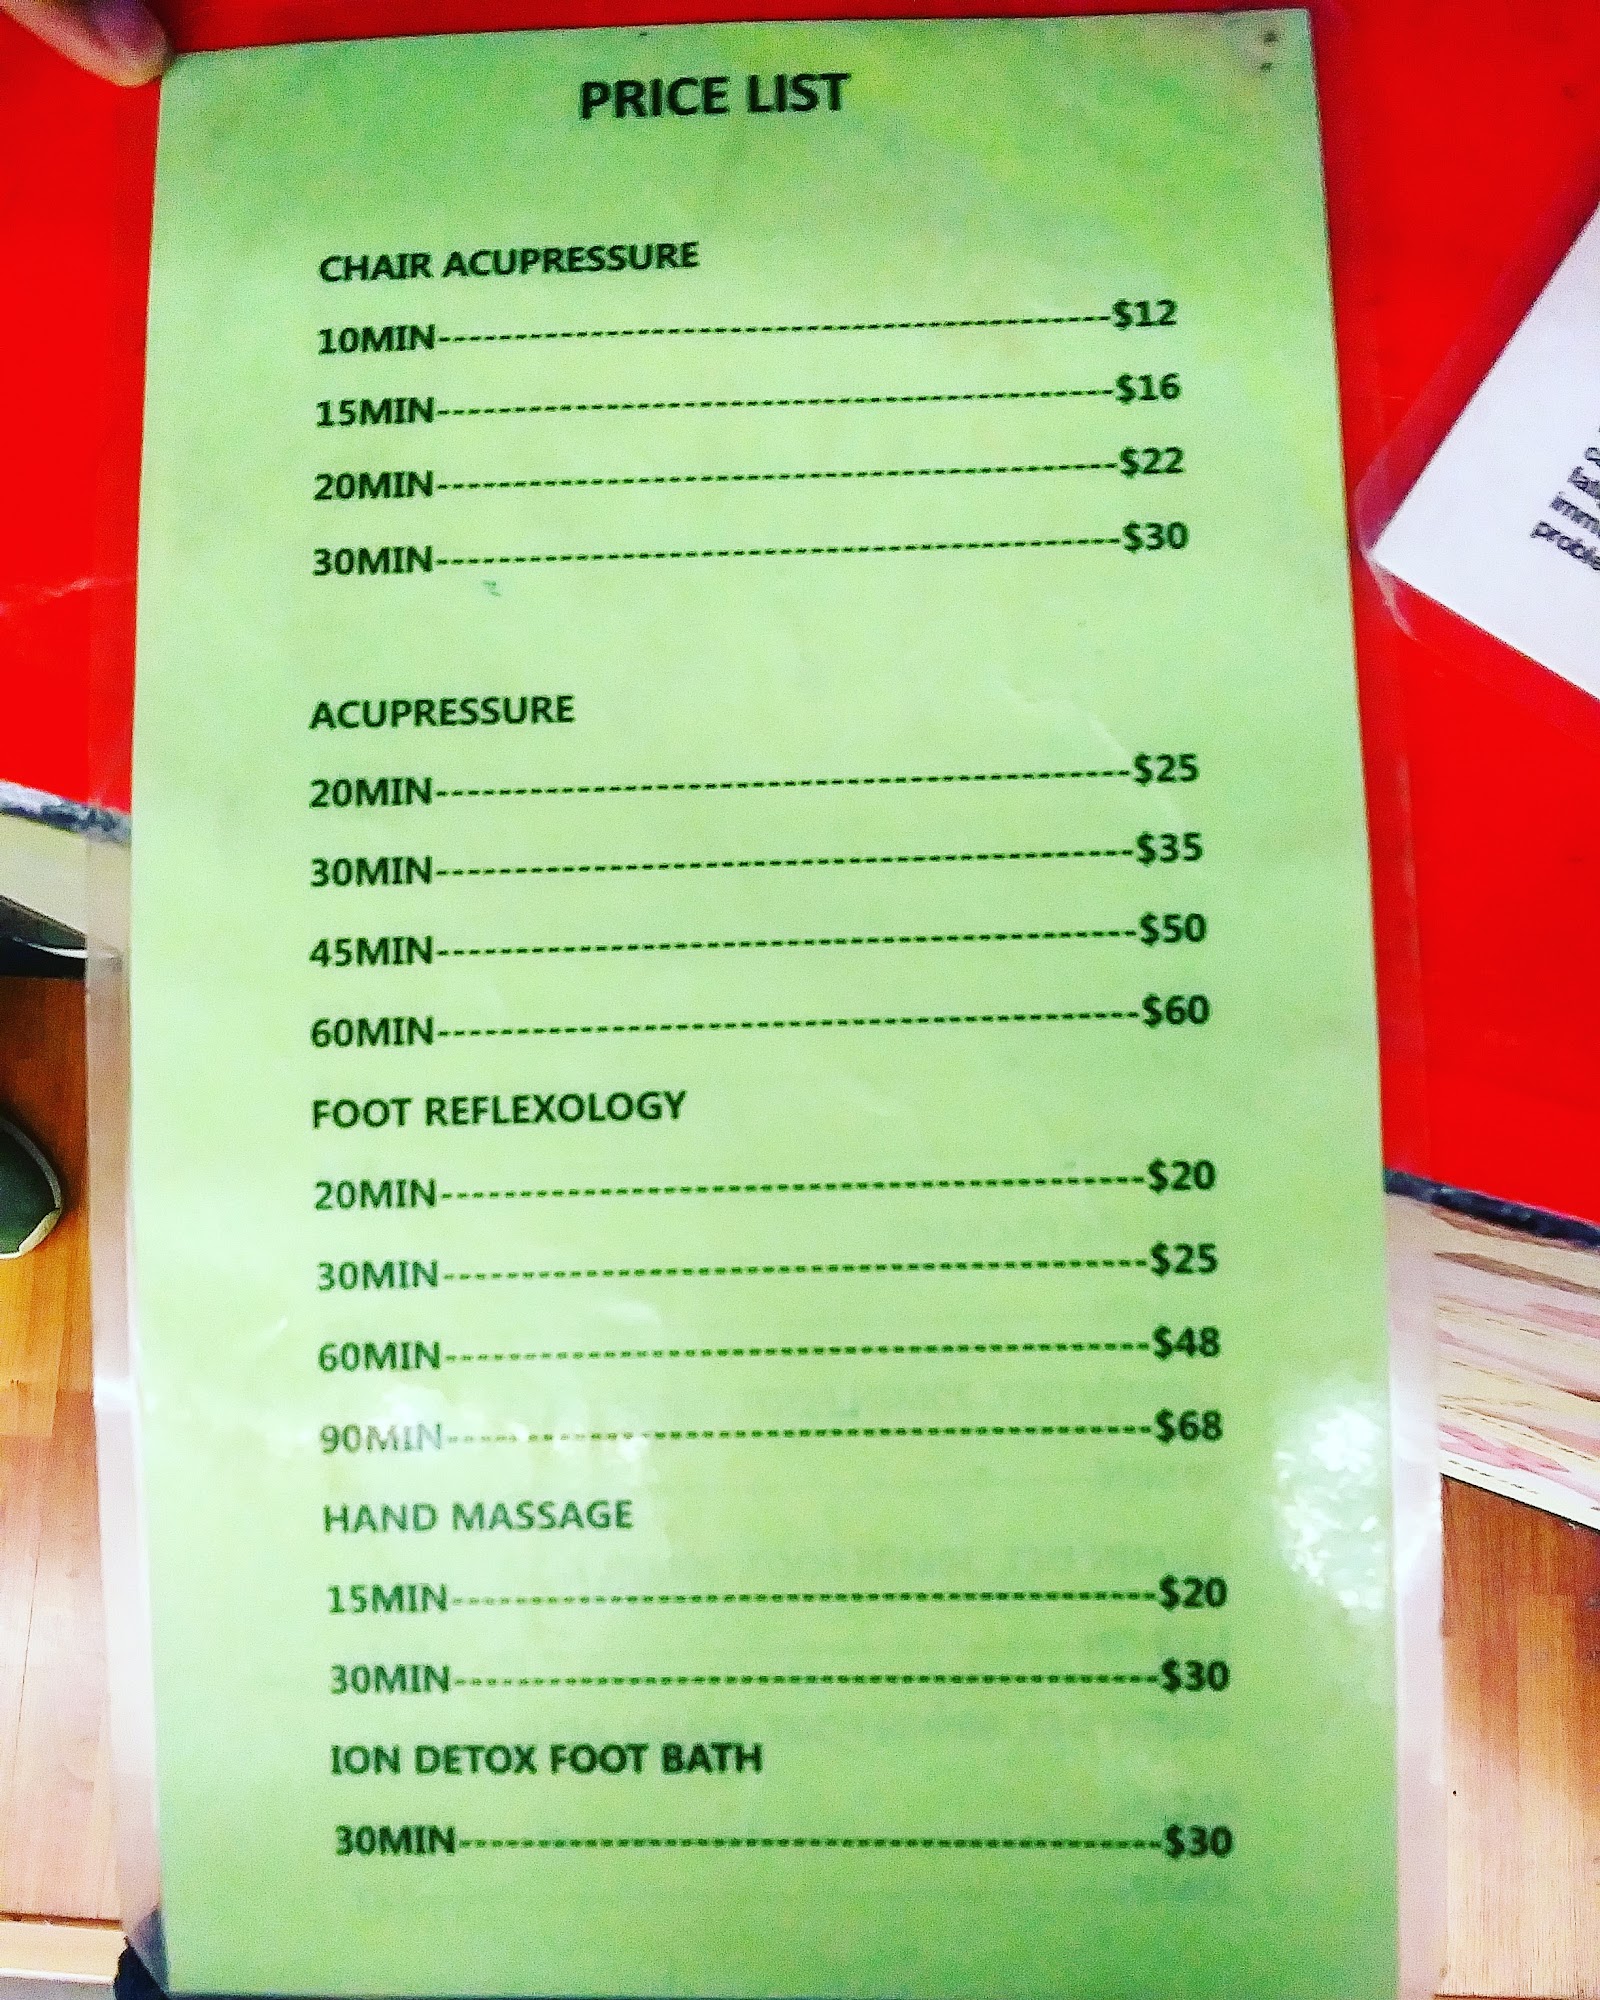 PRICE LIST
CHAIR ACUPRESSURE
10MIN------------------------------------------$12
15MIN------------------------------------------$16
20MIN------------------------------------------$22
30MIN------------------------------------------$30
ACUPRESSURE
20MIN------------------------------------------$25
30MIN------------------------------------------$35
45MIN------------------------------------------$50
60MIN------------------------------------------$60
FOOT REFLEXOLOGY
20MIN------------------------------------------$20
30MIN------------------------------------------$25
60MIN------------------------------------------$48
90MIN------------------------------------------$68
HAND MASSAGE
15MIN------------------------------------------$20
30MIN------------------------------------------$30
ION DETOX FOOT BATH
30MIN------------------------------------------$30